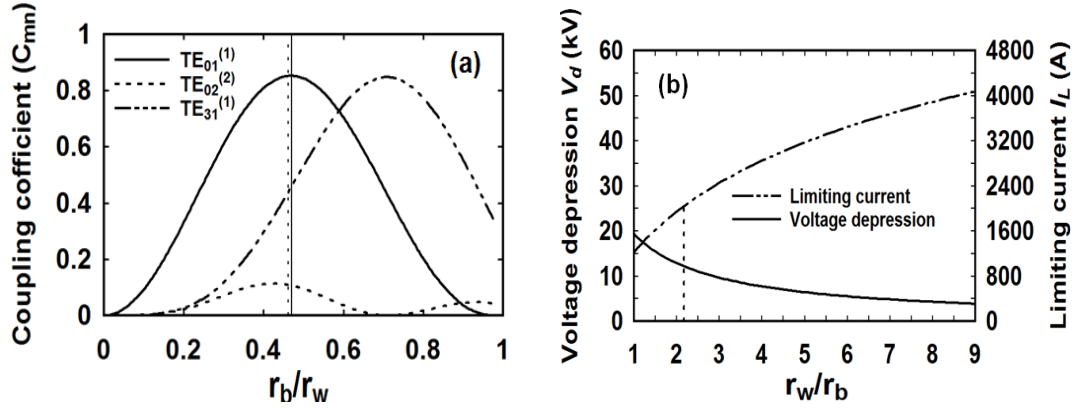 Coupling cofficient (Cmn)
1
0.8
0.6
0.4
0.2
0
TE01(1)
TE02(2)
TE31(1)
(a)
0 0.2 0.4 0.6 0.8 1
rb/rw
Voltage depression Vd (kV)
60
50
40
30
20
10
0
(b)
Limiting current
Voltage depression
4800
4000
3200
2400
1600
800
0
Limiting current IL (A)
1 2 3 4 5 6 7 8 9
rw/rb